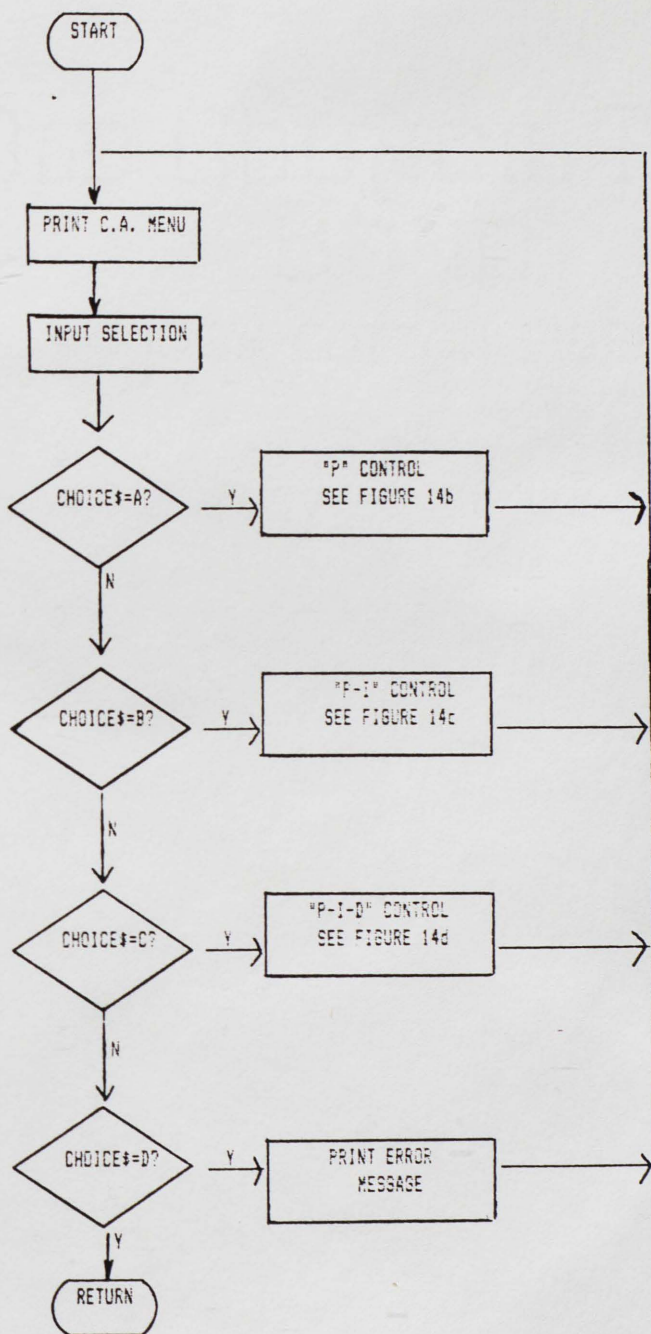 START
PRINT C.A. MENU
INPUT SELECTION
CHOICE$=A?
Y
"P" CONTROL
SEE FIGURE 14b
N
CHOICE$=B?
Y
"P-I" CONTROL
SEE FIGURE 14c
N
CHOICE$=C?
Y
"P-I-D" CONTROL
SEE FIGURE 14d
N
CHOICE$=D?
Y
PRINT ERROR
MESSAGE
Y
RETURN